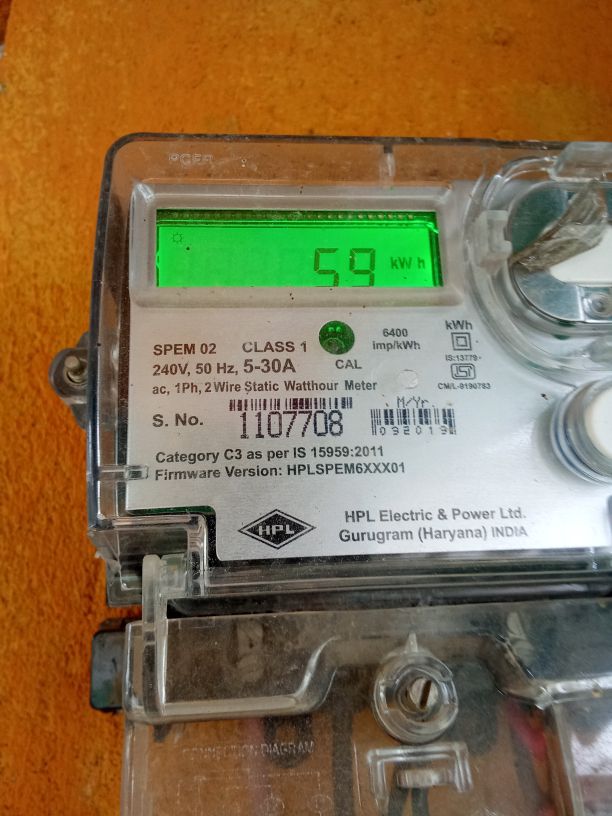 59 kWh
6400
imp/kWh
kWh
SPEM 02 CLASS 1
240V, 50 Hz, 5-30A
CAL
IS:13779
CM/L-9190783
ac, 1Ph, 2 Wire Static Watthour Meter
M/Yr.
S. No. 1107708
092019
Category C3 as per IS 15959:2011
Firmware Version: HPLSPEM6XXX01
HPL
HPL Electric & Power Ltd.
Gurugram (Haryana) INDIA
CONNECTION DIAGRAM